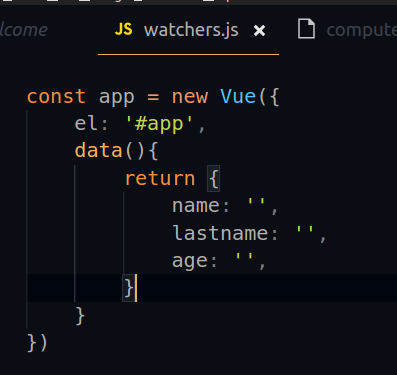 lcome JS watchers.js × compute
const app = new Vue({
    el: '#app',
    data(){
        return {
            name: '',
            lastname: '',
            age: '',
        }
    }
})